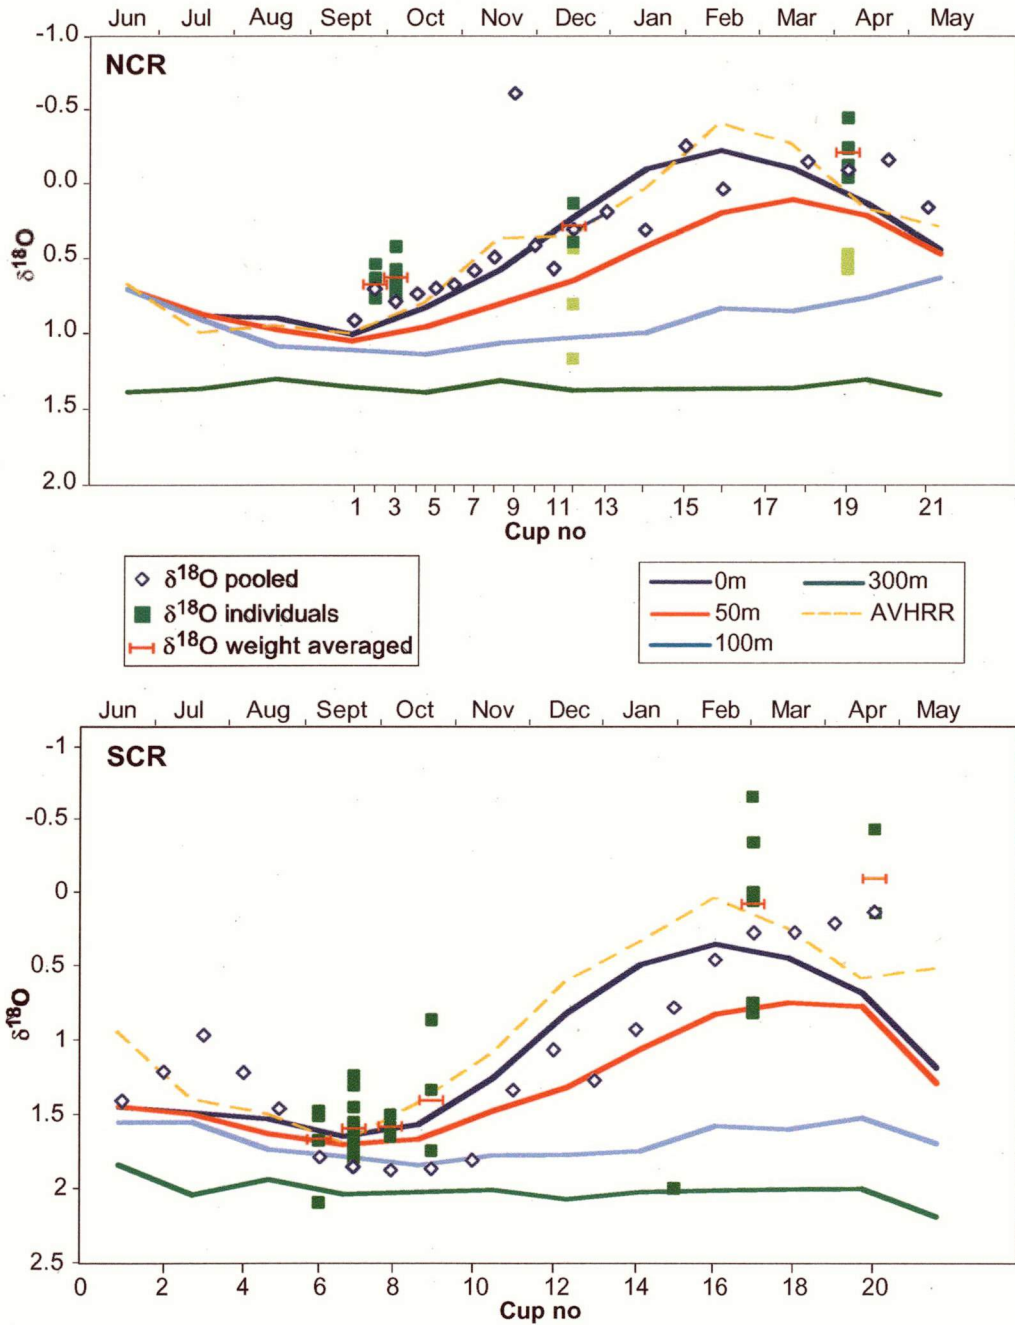 Jun Jul Aug Sept Oct Nov Dec Jan Feb Mar Apr May
-1.0
NCR
-0.5
0.0
0.5
δ18O
1.0
1.5
2.0
1 3 5 7 9 11 13 15 17 19 21
Cup no
δ18O pooled
δ18O individuals
δ18O weight averaged
0m 300m
50m AVHRR
100m
Jun Jul Aug Sept Oct Nov Dec Jan Feb Mar Apr May
-1
SCR
-0.5
0
0.5
δ18O
1
1.5
2
2.5
0 2 4 6 8 10 12 14 16 18 20
Cup no